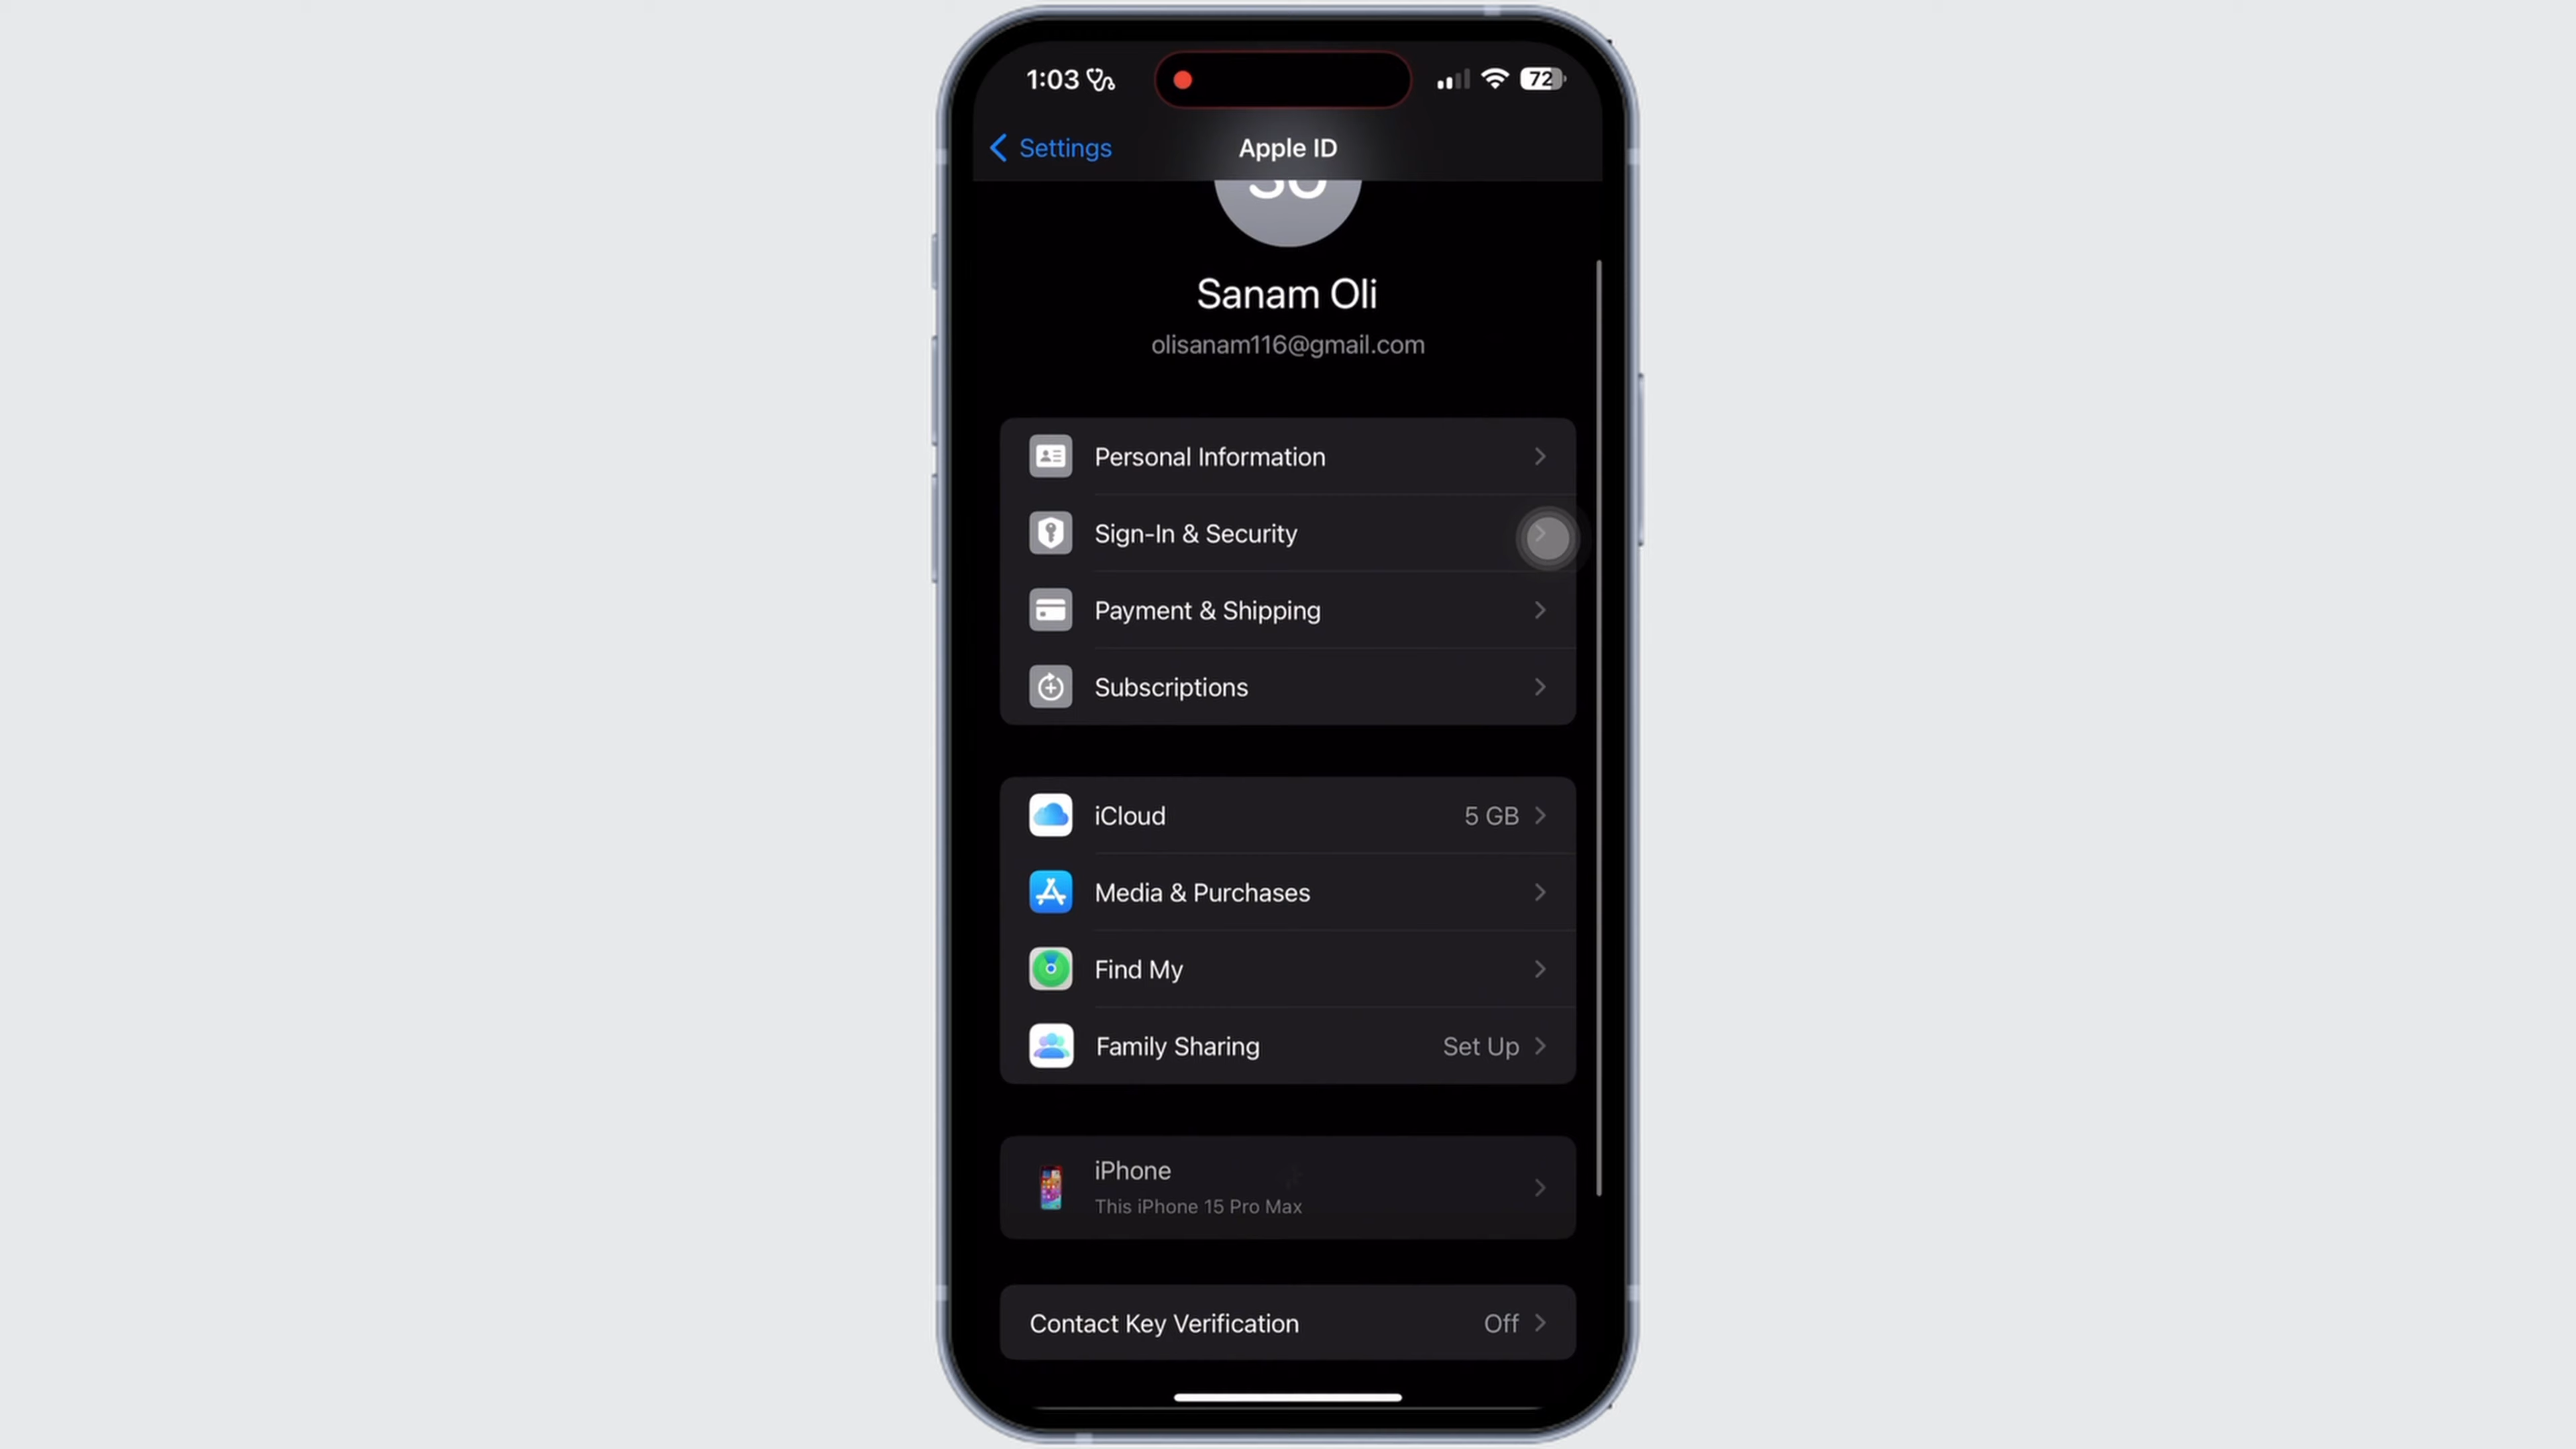 1:03
72
Settings
Apple ID
Sanam Oli
olisanam116@gmail.com
Personal Information
Sign-In & Security
Payment & Shipping
Subscriptions
iCloud 5 GB
Media & Purchases
Find My
Family Sharing Set Up
iPhone
This iPhone 15 Pro Max
Contact Key Verification Off